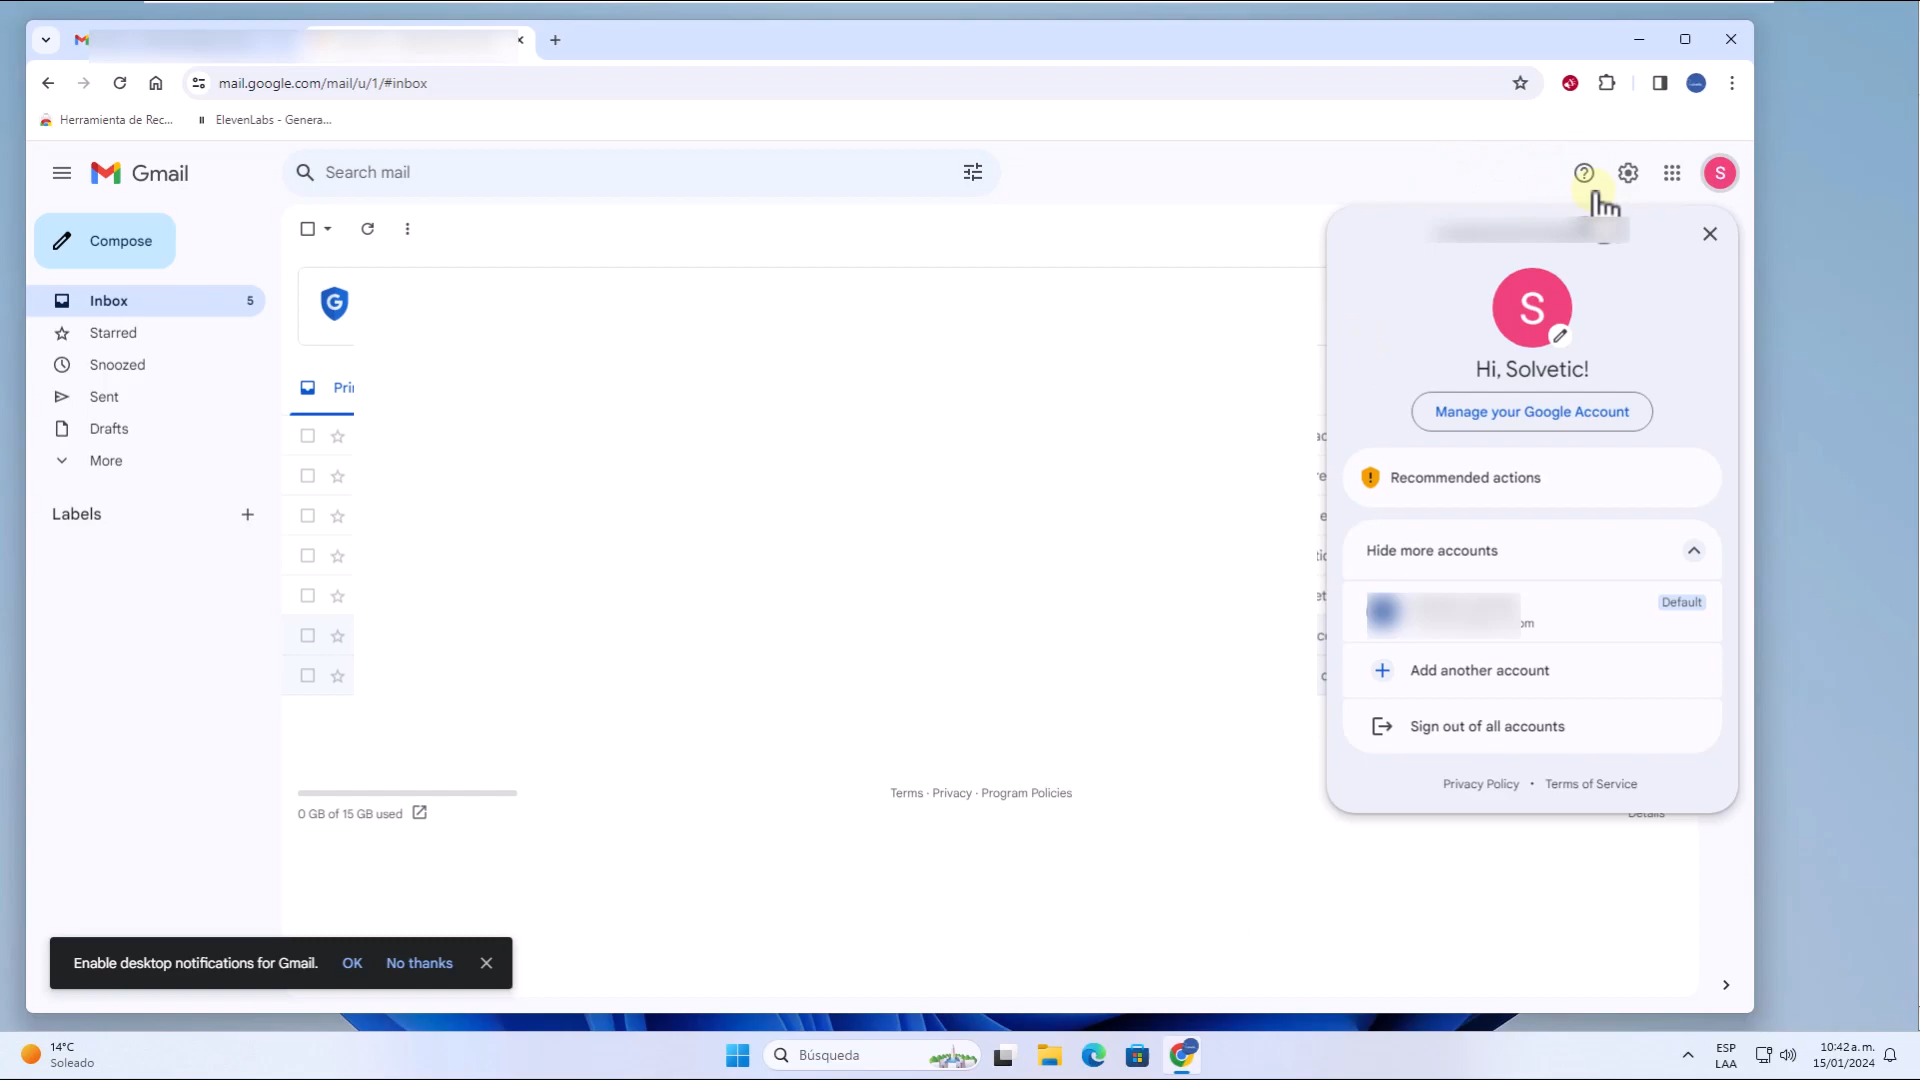 mail.google.com/mail/u/1/#inbox
Herramienta de Rec...
ElevenLabs - Genera...
Gmail
Search mail
S
Compose
Inbox 5
Starred
Snoozed
Sent
Drafts
More
Labels
G
S
Hi, Solvetic!
Manage your Google Account
Recommended actions
Hide more accounts
Default
Add another account
Sign out of all accounts
Privacy Policy • Terms of Service
Terms · Privacy · Program Policies
0 GB of 15 GB used
Details
Enable desktop notifications for Gmail. OK No thanks
14°C
Soleado
Búsqueda
ESP
LAA
10:42 a. m.
15/01/2024